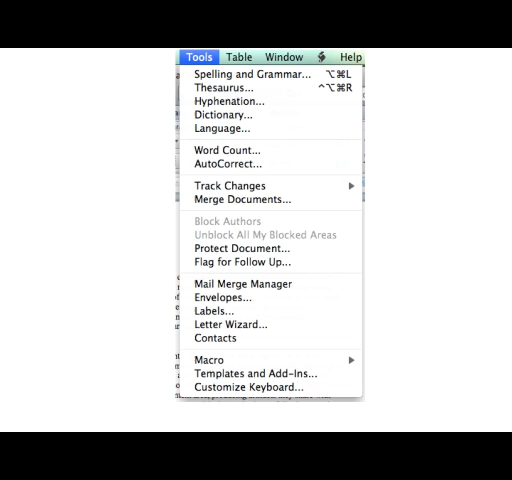 Tools Table Window Help
Spelling and Grammar... ⌥⌘L
Thesaurus... ^⌥⌘R
Hyphenation...
Dictionary...
Language...
Word Count...
AutoCorrect...
Track Changes
Merge Documents...
Block Authors
Unblock All My Blocked Areas
Protect Document...
Flag for Follow Up...
Mail Merge Manager
Envelopes...
Labels...
Letter Wizard...
Contacts
Macro
Templates and Add-Ins...
Customize Keyboard...